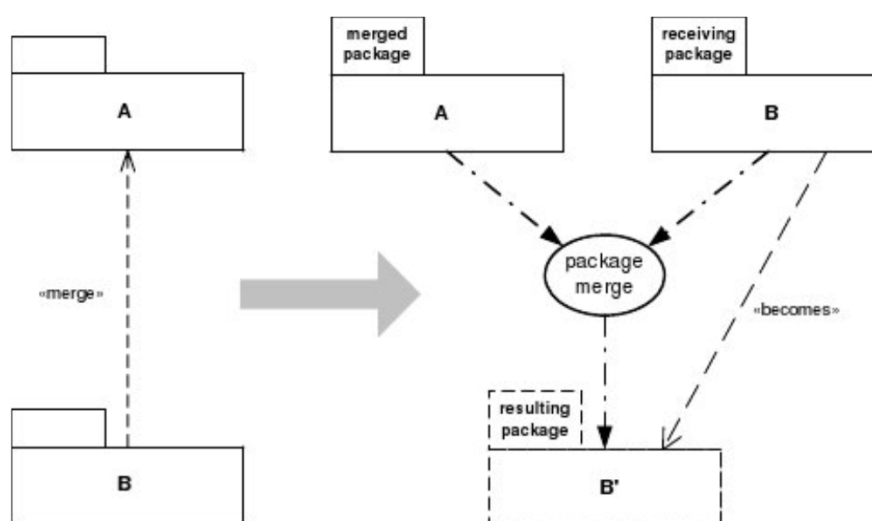 A
«merge»
B
merged
package
A
receiving
package
B
package
merge
«becomes»
resulting
package
B'